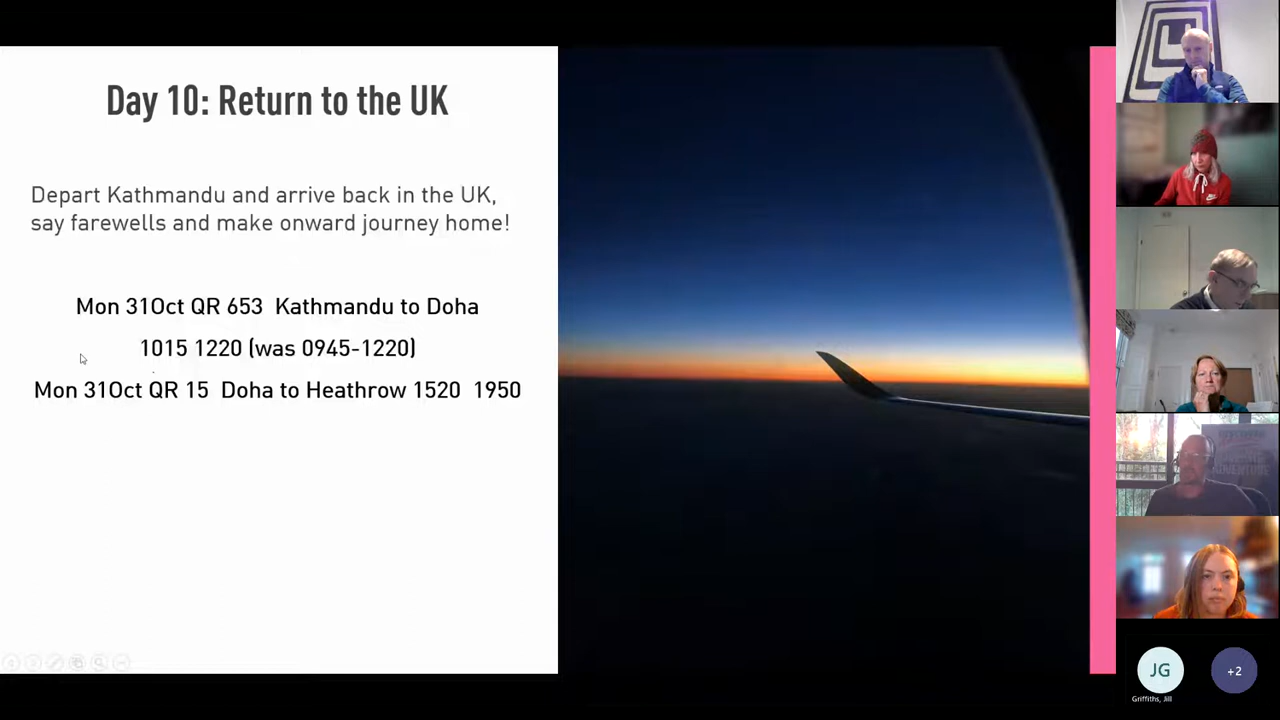 Day 10: Return to the UK
Depart Kathmandu and arrive back in the UK,
say farewells and make onward journey home!
Mon 31Oct QR 653 Kathmandu to Doha
1015 1220 (was 0945-1220)
Mon 31Oct QR 15 Doha to Heathrow 1520 1950
JG
+2
Griffiths, Jill